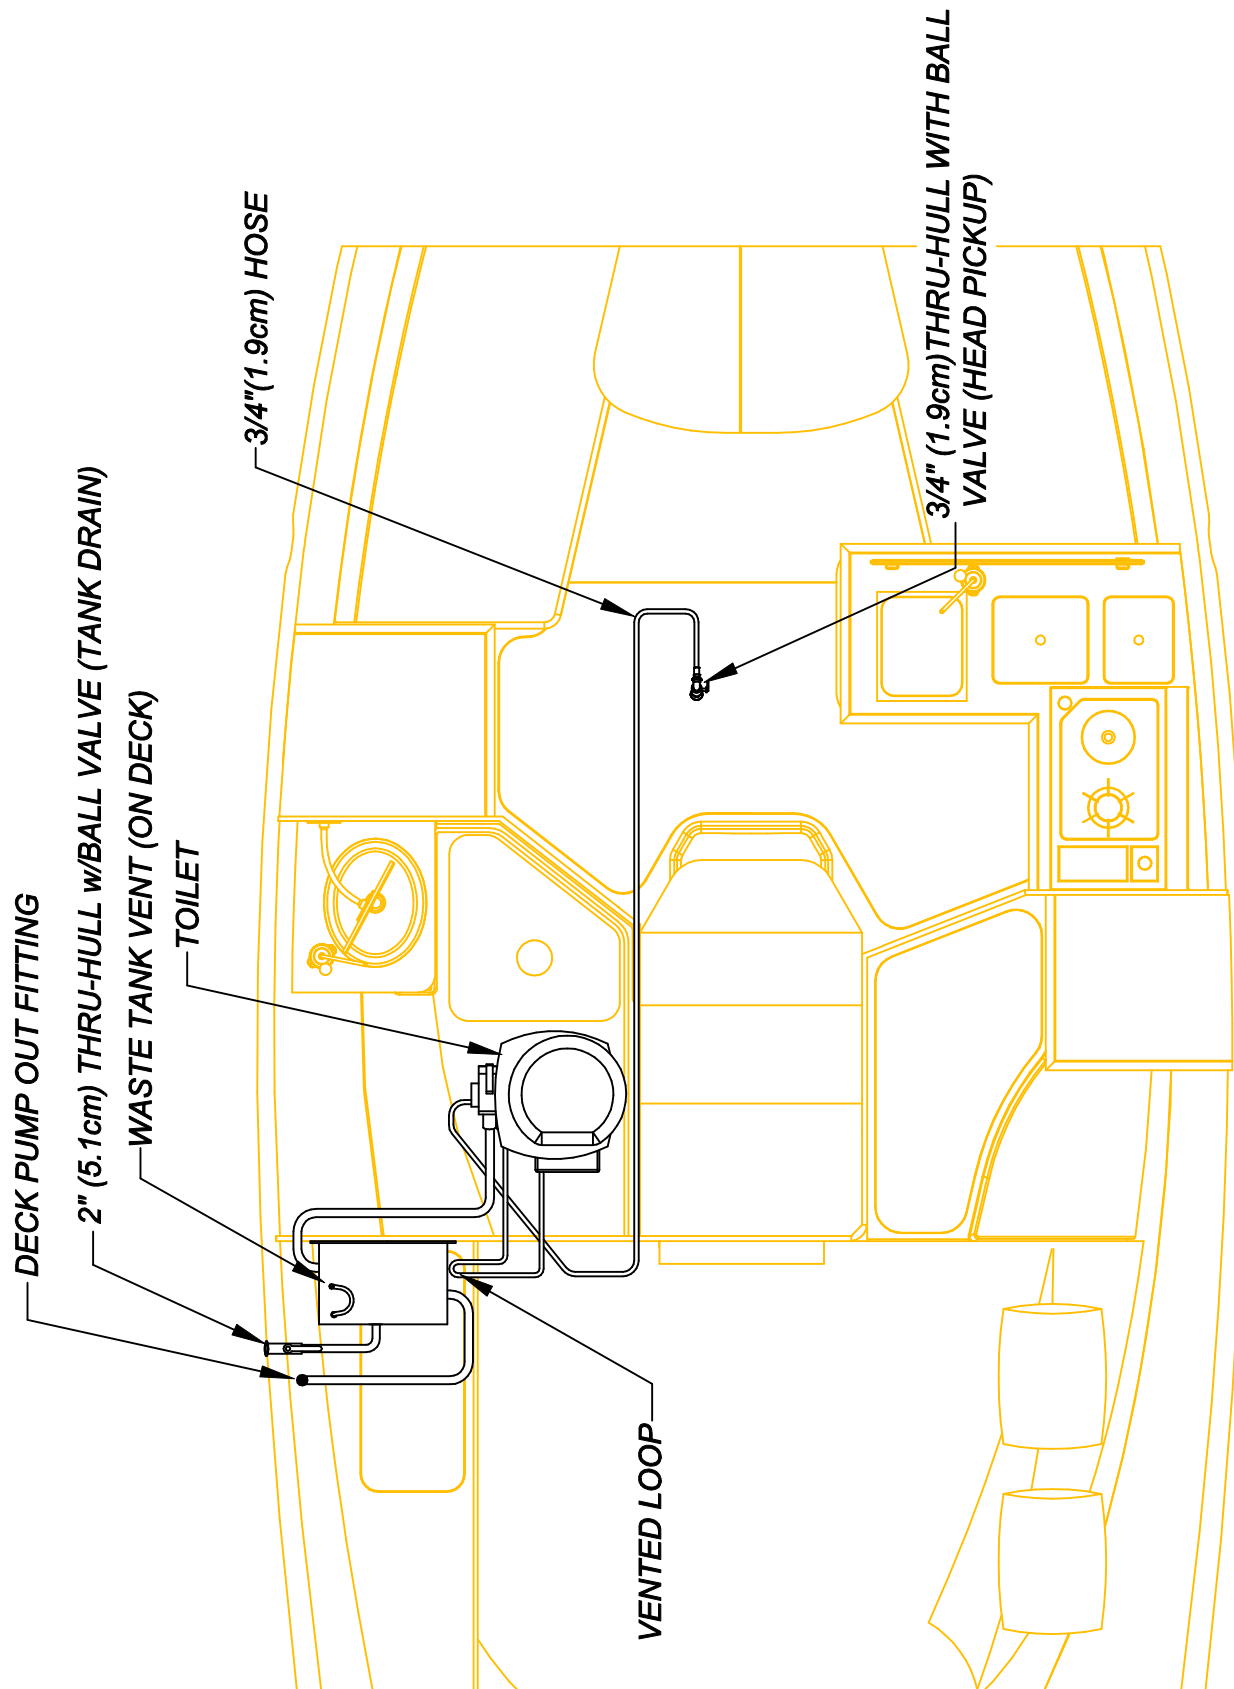 DECK PUMP OUT FITTING
2" (5.1cm) THRU-HULL w/BALL VALVE (TANK DRAIN)
WASTE TANK VENT (ON DECK)
TOILET
3/4"(1.9cm) HOSE
VENTED LOOP
3/4" (1.9cm)THRU-HULL WITH BALL
VALVE (HEAD PICKUP)